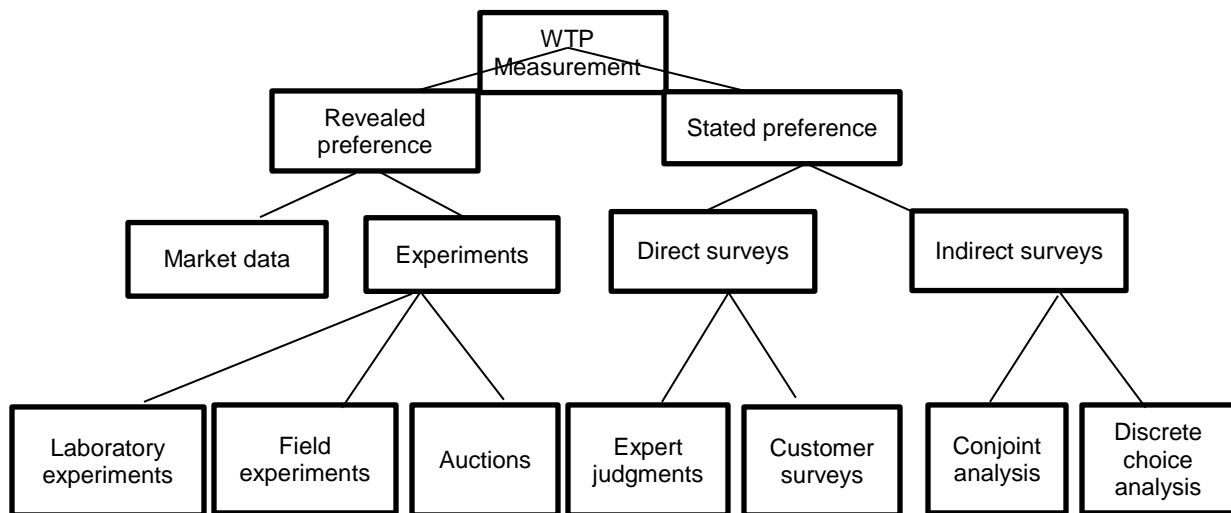 WTP
Measurement
Revealed
preference
Stated preference
Market data
Experiments
Direct surveys
Indirect surveys
Laboratory
experiments
Field
experiments
Auctions
Expert
judgments
Customer
surveys
Conjoint
analysis
Discrete
choice
analysis